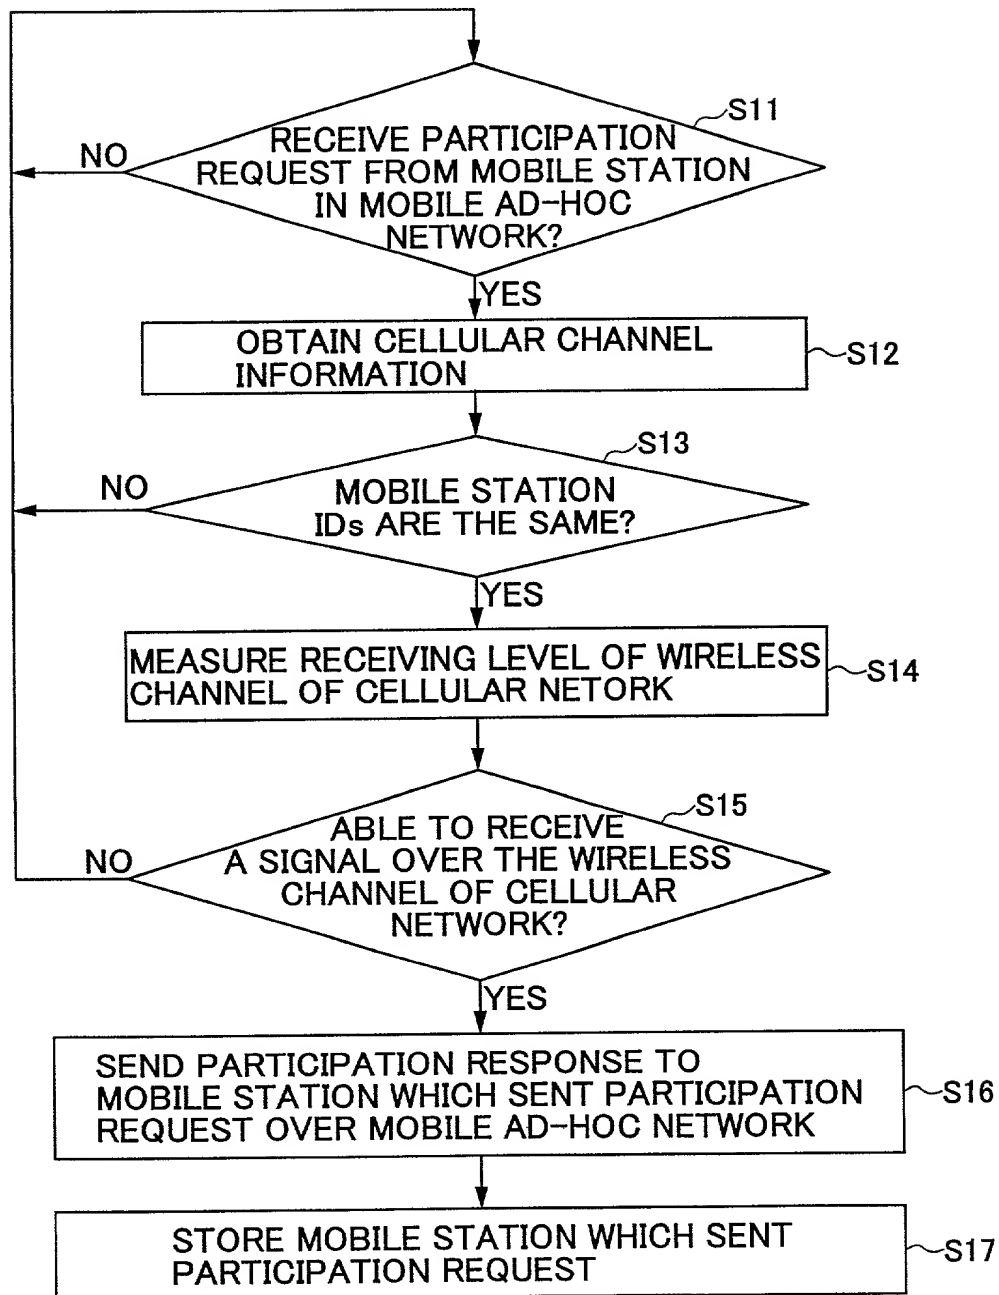 S11
RECEIVE PARTICIPATION
REQUEST FROM MOBILE STATION
IN MOBILE AD-HOC
NETWORK?
NO
YES
OBTAIN CELLULAR CHANNEL
INFORMATION
S12
S13
MOBILE STATION
IDs ARE THE SAME?
NO
YES
MEASURE RECEIVING LEVEL OF WIRELESS
CHANNEL OF CELLULAR NETORK
S14
S15
ABLE TO RECEIVE
A SIGNAL OVER THE WIRELESS
CHANNEL OF CELLULAR
NETWORK?
NO
YES
SEND PARTICIPATION RESPONSE TO
MOBILE STATION WHICH SENT PARTICIPATION
REQUEST OVER MOBILE AD-HOC NETWORK
S16
STORE MOBILE STATION WHICH SENT
PARTICIPATION REQUEST
S17